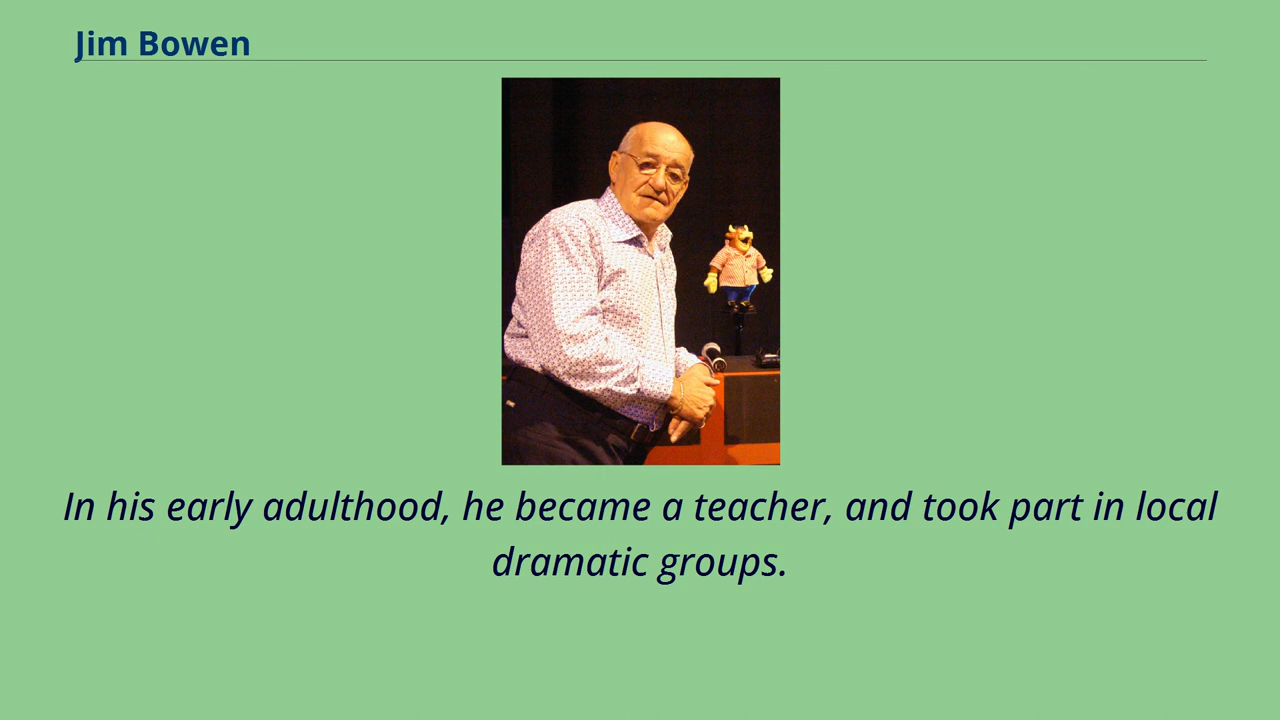 Jim Bowen
In his early adulthood, he became a teacher, and took part in local
dramatic groups.